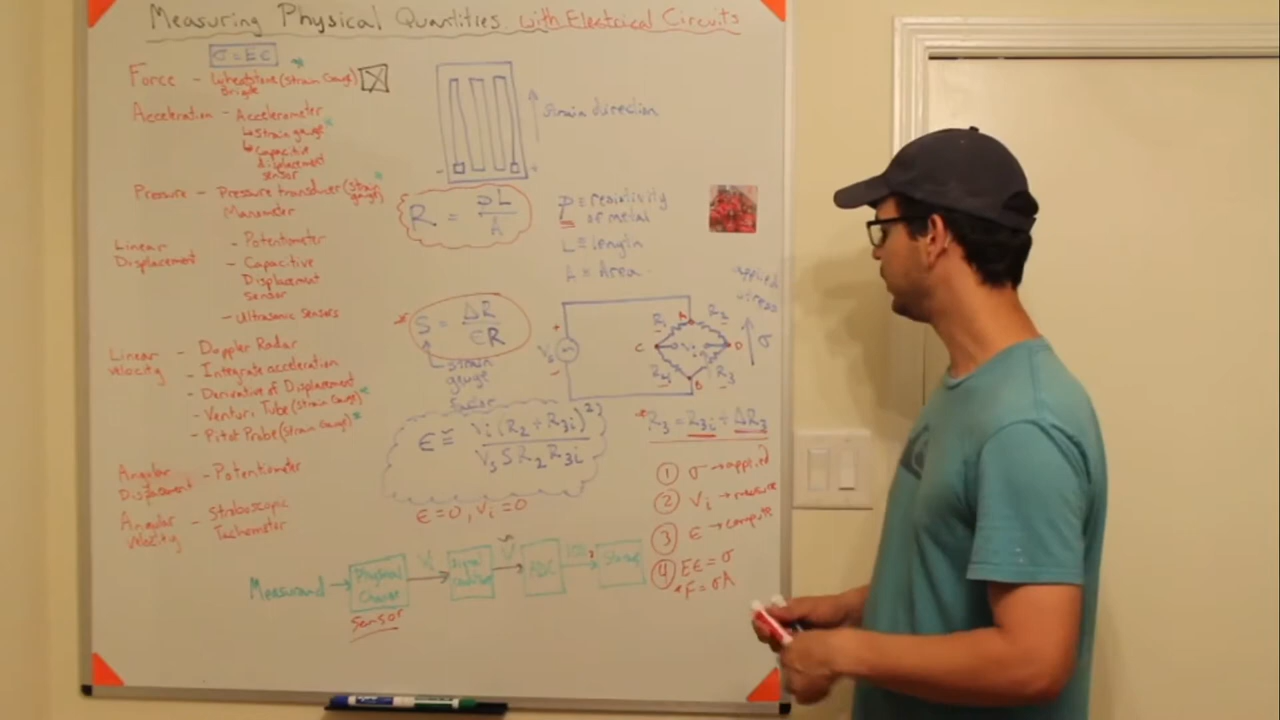 Measuring Physical Quantities with Electrical Circuits
σ = Eϵ
Force - Wheatstone (Strain Gauge)
Bridge
Acceleration - Accelerometer
↳ Strain gauge*
↳ Capacitive
displacement
sensor
Pressure - Pressure transducer (strain
gauge)
Manometer
Linear
Displacement
- Potentiometer
- Capacitive
Displacement
Sensor
- Ultrasonic Sensors
Linear
Velocity
- Doppler Radar
- Integrate acceleration
- Derivative of Displacement
- Venturi Tube (Strain Gauge)*
- Pitot Probe (Strain Gauge)*
Angular
Displacement
- Potentiometer
Angular
Velocity
- Stroboscopic
Tachometer
strain direction
R = ρL / A
ρ ≡ resistivity
of metal
L ≡ length
A ≡ Area
* S = ΔR / ϵR
↳ strain
gauge
factor
Vs
+
-
R1
A
R2
C
Vi
D
R4
B
R3
applied
stress
σ
ϵ ≅ Vi (R2 + R3i)² / Vs S R2 R3i
ϵ=0, Vi=0
* R3 = R3i + ΔR3
① σ → applied
② Vi → measure
③ ϵ → compute
④ Eϵ = σ
* F = σA
Measurand → Physical
Change
Vi
Signal
V
ADC
Storage
Sensor